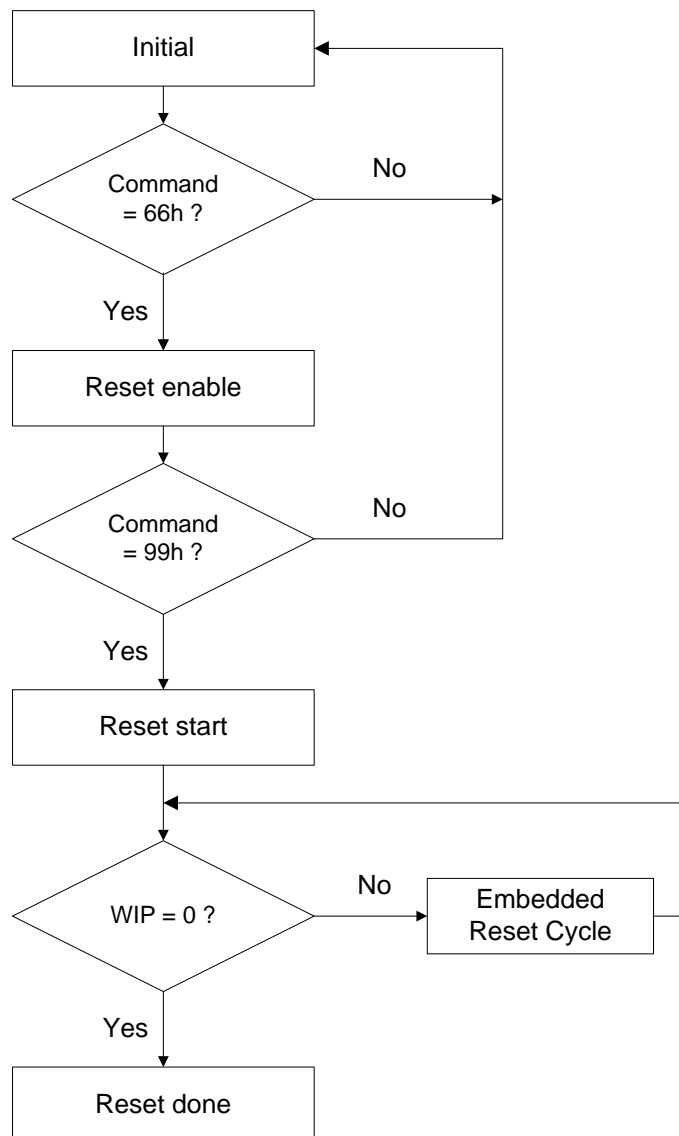 Initial
No
Command
= 66h ?
Yes
Reset enable
No
Command
= 99h ?
Yes
Reset start
No
WIP = 0 ?
Embedded
Reset Cycle
Yes
Reset done